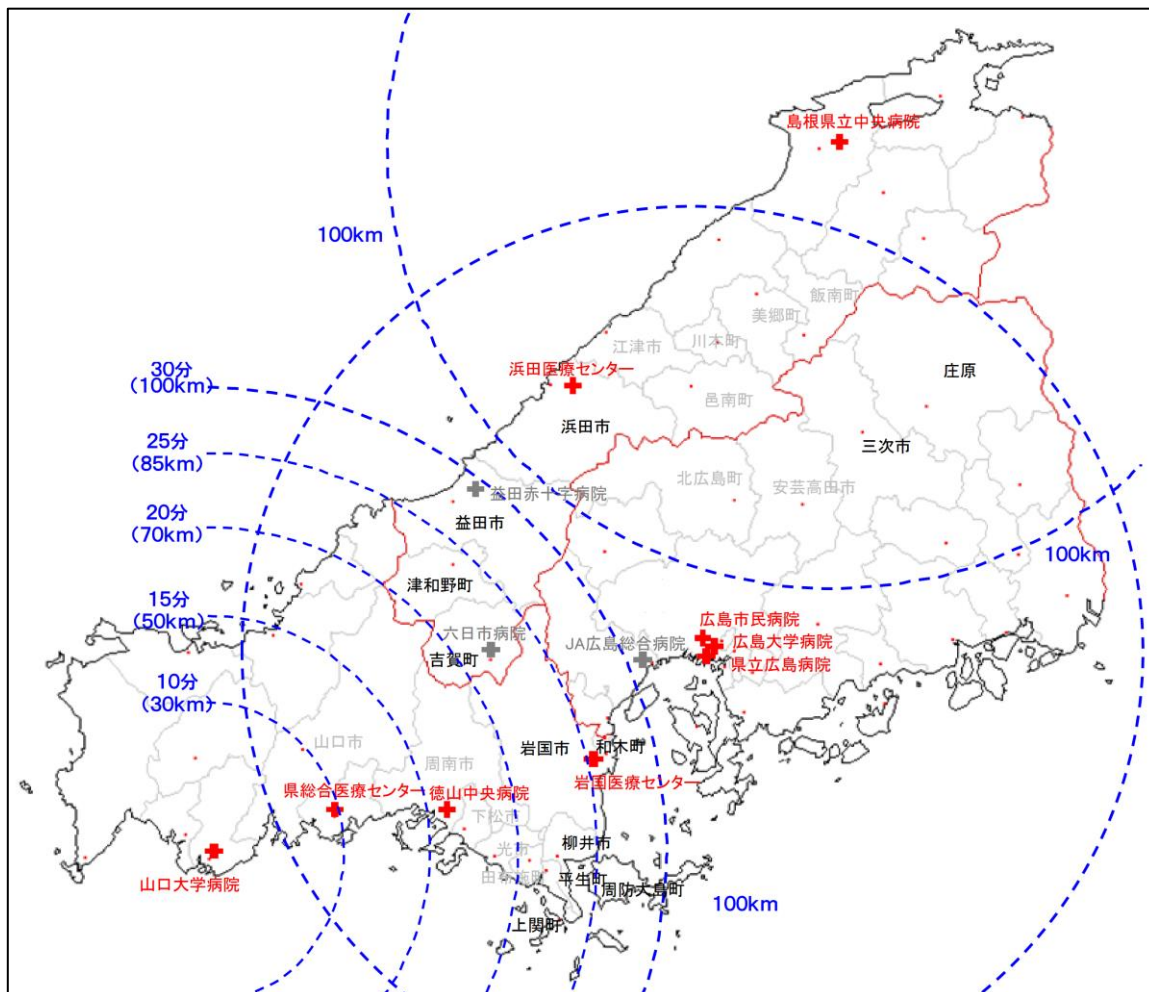 島根県立中央病院
100km
飯南町
美郷町
川本町
江津市
30分
(100km)
浜田医療センター
庄原
邑南町
浜田市
25分
(85km)
三次市
北広島町
安芸高田市
益田赤十字病院
益田市
20分
(70km)
100km
津和野町
15分
(50km)
広島市民病院
六日市病院
JA広島総合病院
広島大学病院
吉賀町
県立広島病院
10分
(30km)
山口市
岩国市
和木町
周南市
岩国医療センター
県総合医療センター
徳山中央病院
下松市
柳井市
光市
山口大学病院
田布施町
平生町
周防大島町
100km
上関町